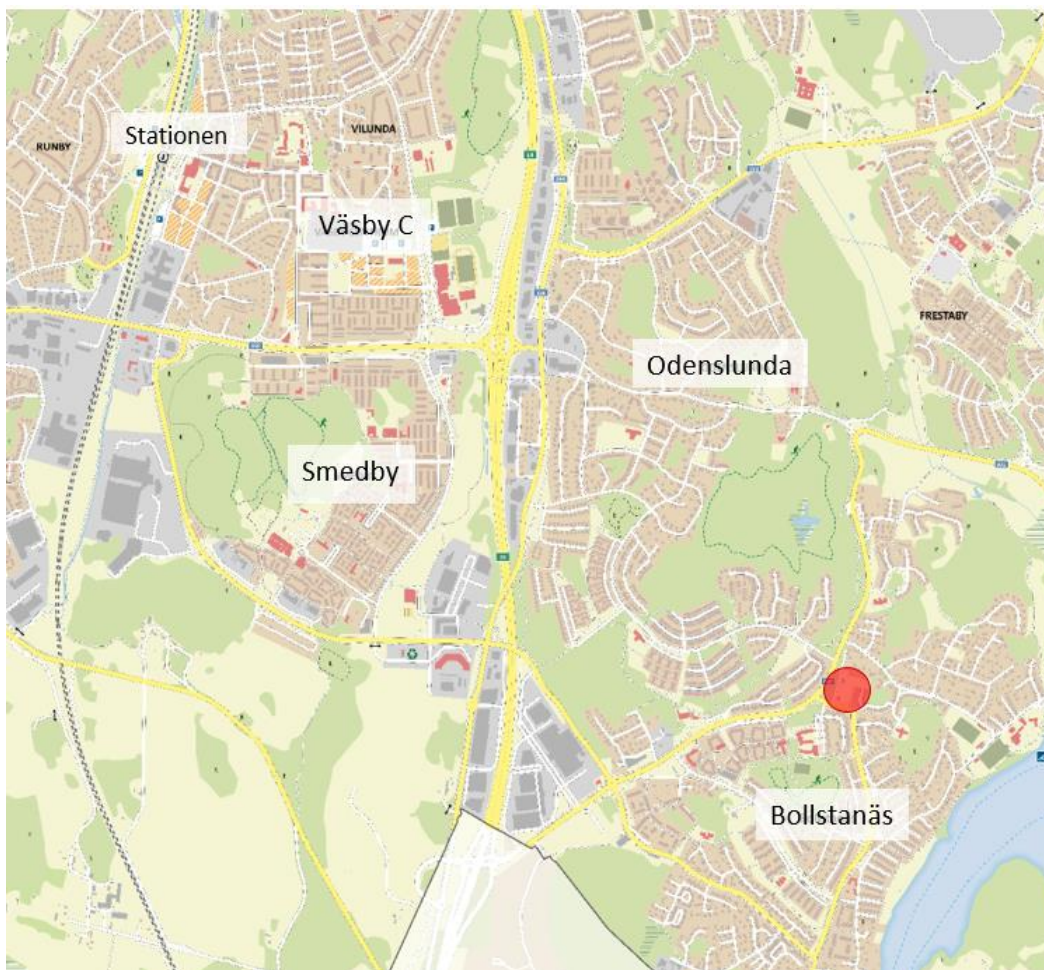 Stationen
RUNBY
VILUNDA
Väsby C
FRESTABY
Odenslunda
Smedby
Bollstanäs